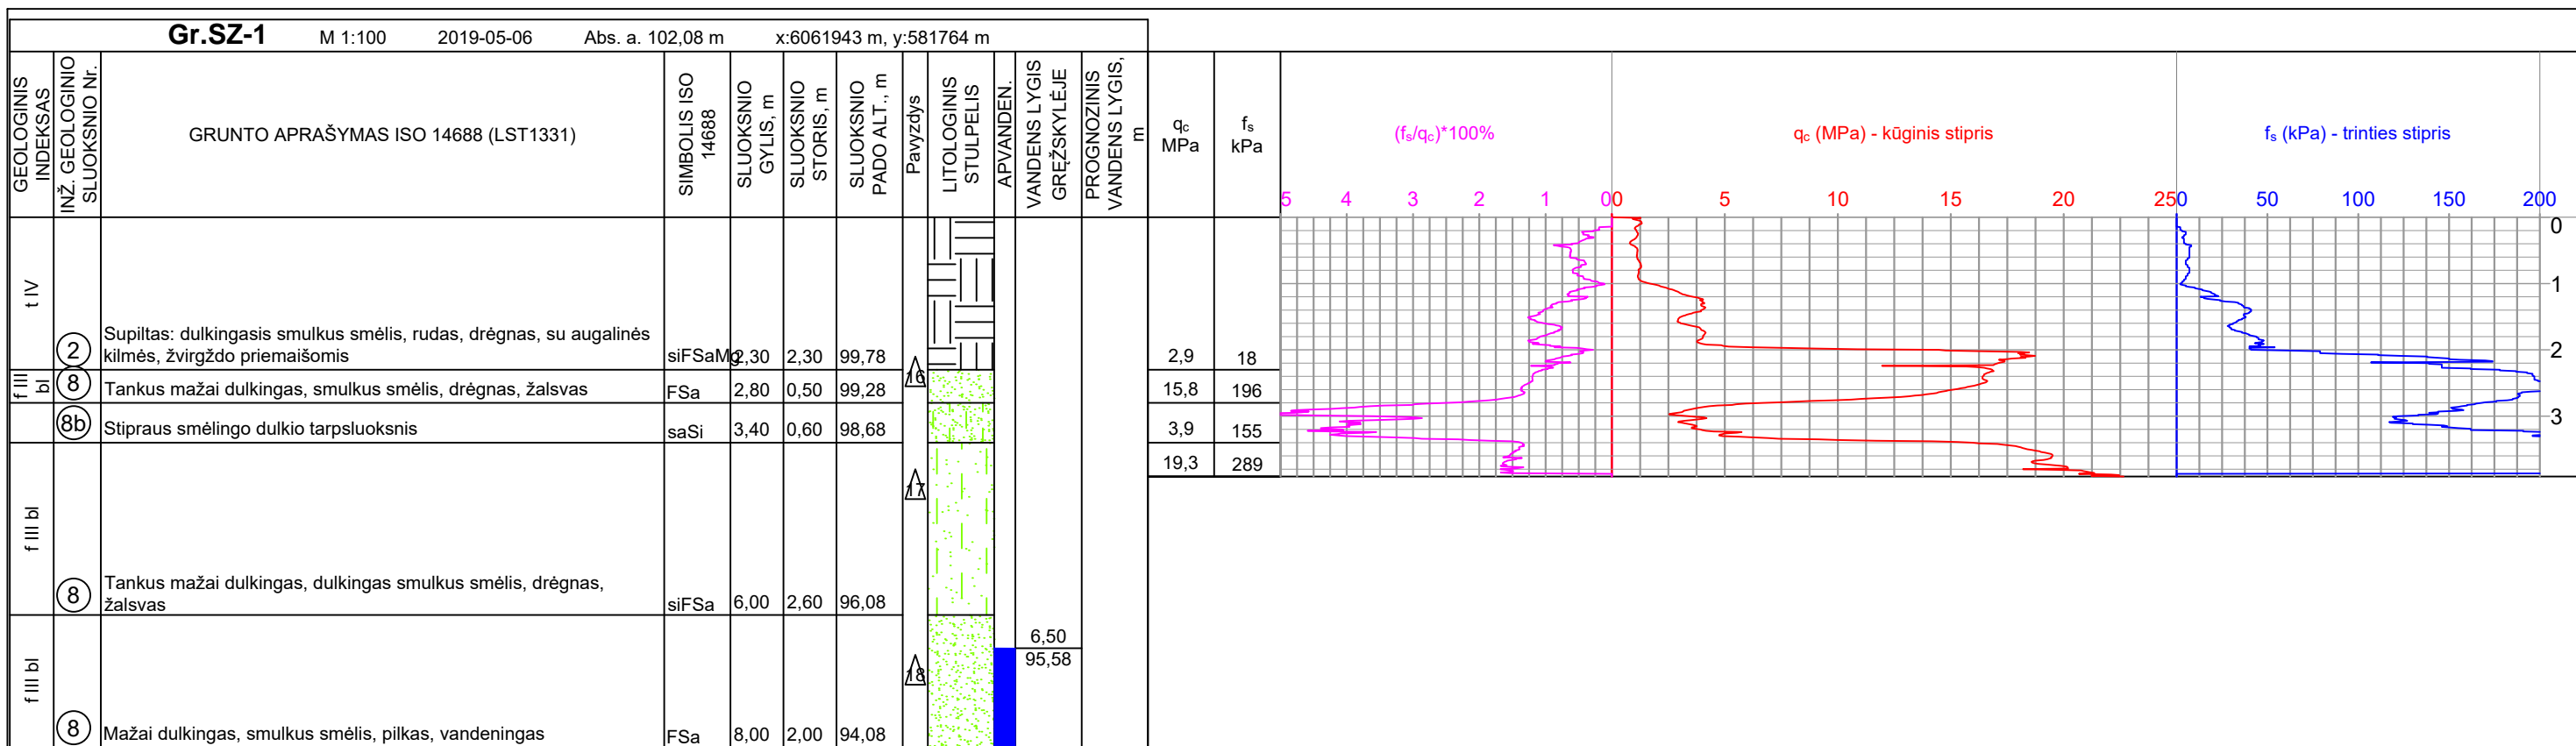 Gr.SZ-1 M 1:100 2019-05-06 Abs. a. 102,08 m x:6061943 m, y:581764 m
GEOLOGINIS
INDEKSAS
INŽ. GEOLOGINIO
SLUOKSNIO Nr.
GRUNTO APRAŠYMAS ISO 14688 (LST1331)
SIMBOLIS ISO
14688
SLUOKSNIO
GYLIS, m
SLUOKSNIO
STORIS, m
SLUOKSNIO
PADO ALT., m
Pavyzdys
LITOLOGINIS
STULPELIS
APVANDEN.
VANDENS LYGIS
GRĘŽSKYLĖJE
PROGNOZINIS
VANDENS LYGIS,
m
qc
MPa
fs
kPa
(fs/qc)*100%
qc (MPa) - kūginis stipris
fs (kPa) - trinties stipris
5 4 3 2 1 0
0 5 10 15 20 25
0 50 100 150 200
0
1
2
3
t IV
2
Supiltas: dulkingasis smulkus smėlis, rudas, drėgnas, su augalinės
kilmės, žvirgždo priemaišomis
siFSaMg 2,30 2,30 99,78
2,9 18
16
f III
bl
8 Tankus mažai dulkingas, smulkus smėlis, drėgnas, žalsvas FSa 2,80 0,50 99,28
15,8 196
8b Stipraus smėlingo dulkio tarpsluoksnis saSi 3,40 0,60 98,68
3,9 155
19,3 289
17
f III bl
8
Tankus mažai dulkingas, dulkingas smulkus smėlis, drėgnas,
žalsvas
siFSa 6,00 2,60 96,08
6,50
95,58
18
f III bl
8 Mažai dulkingas, smulkus smėlis, pilkas, vandeningas FSa 8,00 2,00 94,08